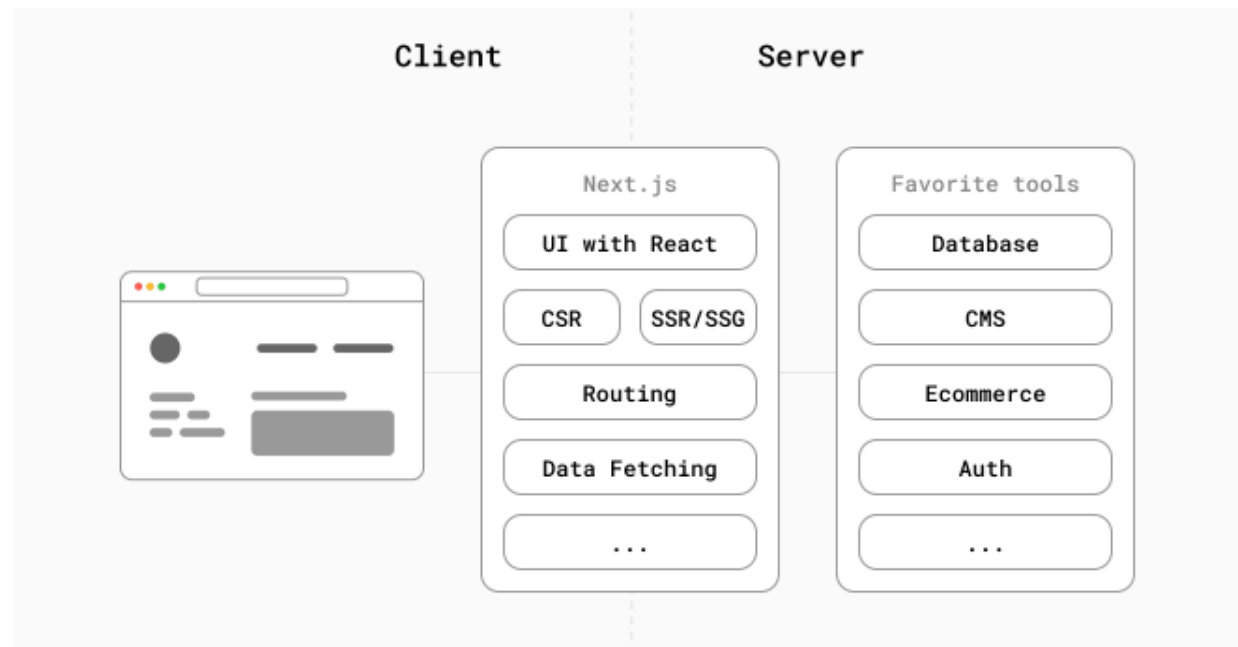 Client
Server
Next.js
UI with React
CSR
SSR/SSG
Routing
Data Fetching
...
Favorite tools
Database
CMS
Ecommerce
Auth
...